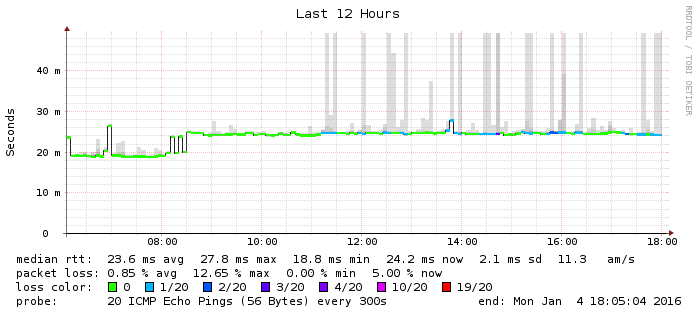 Last 12 Hours
RRDTOOL / TOBI OETIKER
Seconds
40 m
30 m
20 m
10 m
0
08:00 10:00 12:00 14:00 16:00 18:00
median rtt: 23.6 ms avg 27.8 ms max 18.8 ms min 24.2 ms now 2.1 ms sd 11.3 am/s
packet loss: 0.85 % avg 12.65 % max 0.00 % min 5.00 % now
loss color: 0 1/20 2/20 3/20 4/20 10/20 19/20
probe: 20 ICMP Echo Pings (56 Bytes) every 300s end: Mon Jan 4 18:05:04 2016